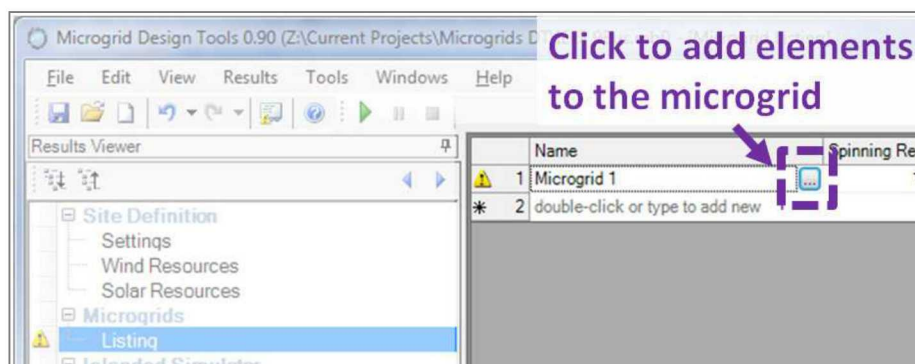 Microgrid Design Tools 0.90 (Z:\Current Projects\Microgrids
Click to add elements
to the microgrid
File Edit View Results Tools Windows Help
Results Viewer
Name Spinning Re
1 Microgrid 1 ...
2 double-click or type to add new
Site Definition
Settings
Wind Resources
Solar Resources
Microgrids
Listing